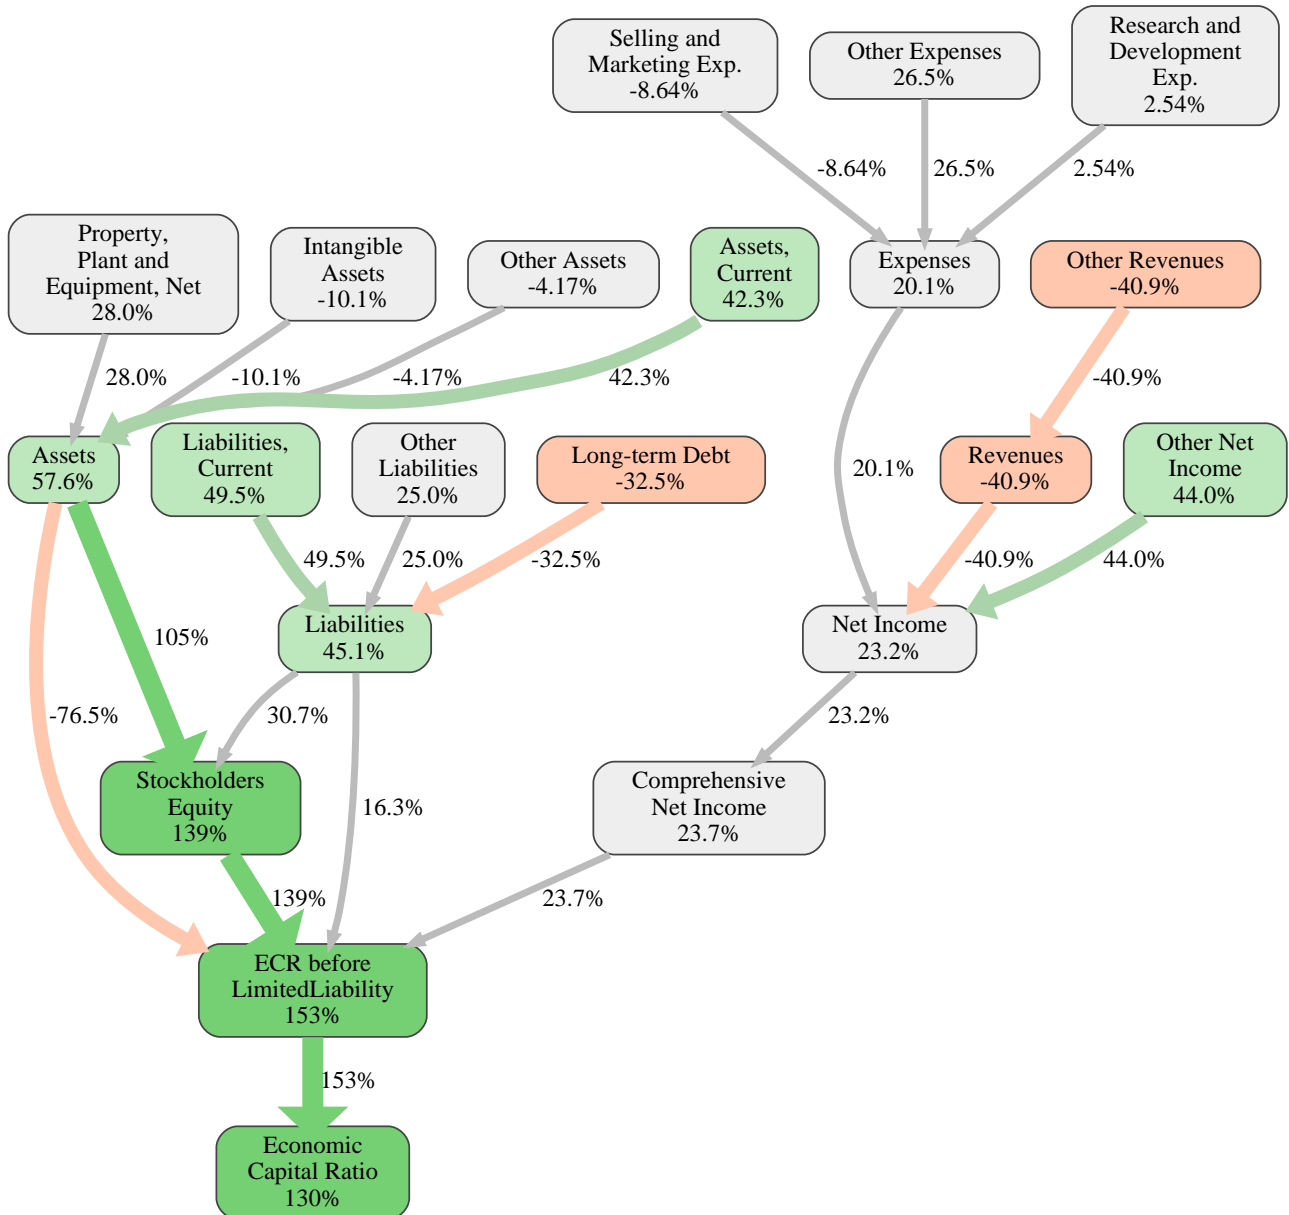 Selling and
Marketing Exp.
-8.64%
Other Expenses
26.5%
Research and
Development
Exp.
2.54%
-8.64%
26.5%
2.54%
Property,
Plant and
Equipment, Net
28.0%
Intangible
Assets
-10.1%
Other Assets
-4.17%
Assets,
Current
42.3%
Expenses
20.1%
Other Revenues
-40.9%
28.0%
-10.1%
-4.17%
42.3%
-40.9%
Assets
57.6%
Liabilities,
Current
49.5%
Other
Liabilities
25.0%
Long-term Debt
-32.5%
20.1%
Revenues
-40.9%
Other Net
Income
44.0%
49.5%
25.0%
-32.5%
-40.9%
44.0%
105%
Liabilities
45.1%
Net Income
23.2%
-76.5%
30.7%
23.2%
Stockholders
Equity
139%
16.3%
Comprehensive
Net Income
23.7%
139%
23.7%
ECR before
LimitedLiability
153%
153%
Economic
Capital Ratio
130%